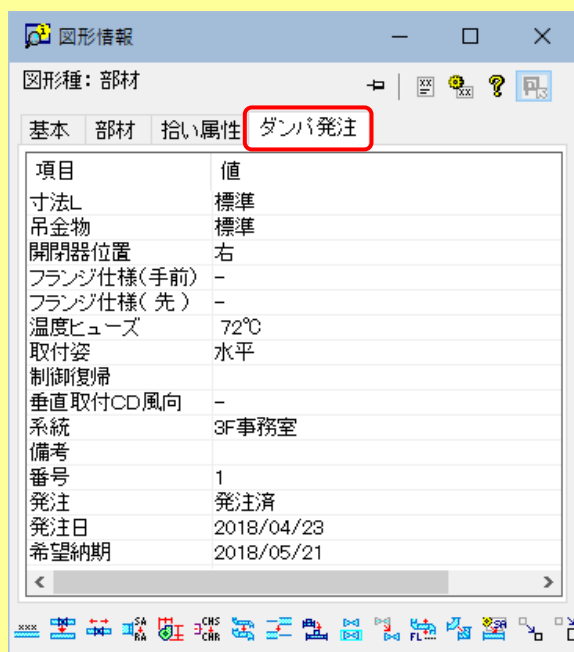 図形情報
図形種：部材
基本 部材 拾い属性 ダンパ発注
項目 値
寸法L 標準
吊金物 標準
開閉器位置 右
フランジ仕様(手前) −
フランジ仕様( 先 ) −
温度ヒューズ 72℃
取付姿 水平
制御復帰
垂直取付CD風向 −
系統 3F事務室
備考
番号 1
発注 発注済
発注日 2018/04/23
希望納期 2018/05/21